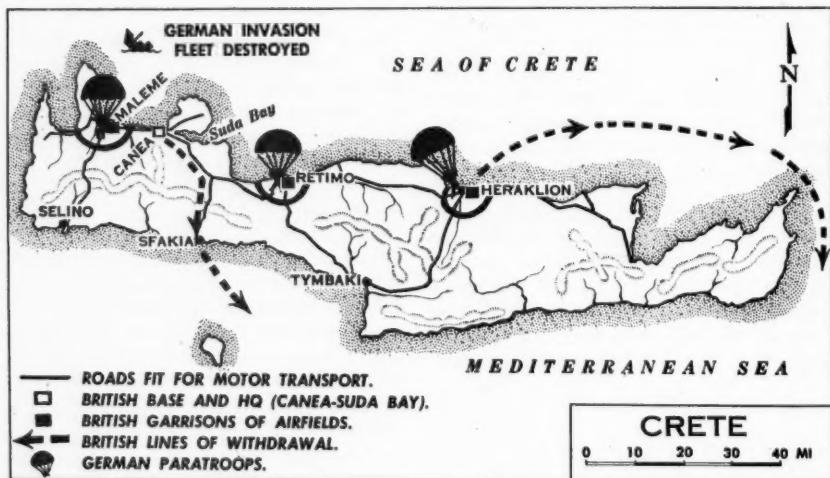 GERMAN INVASION
FLEET DESTROYED
SEA OF CRETE
N
MALEME
Suda Bay
CANEA
RETIMO
HERAKLION
SELINO
SFAKIA
TYMBAKI
MEDITERRANEAN SEA
ROADS FIT FOR MOTOR TRANSPORT.
BRITISH BASE AND HQ (CANEA-SUDA BAY).
BRITISH GARRISONS OF AIRFIELDS.
BRITISH LINES OF WITHDRAWAL.
GERMAN PARATROOPS.
CRETE
0 10 20 30 40 MI